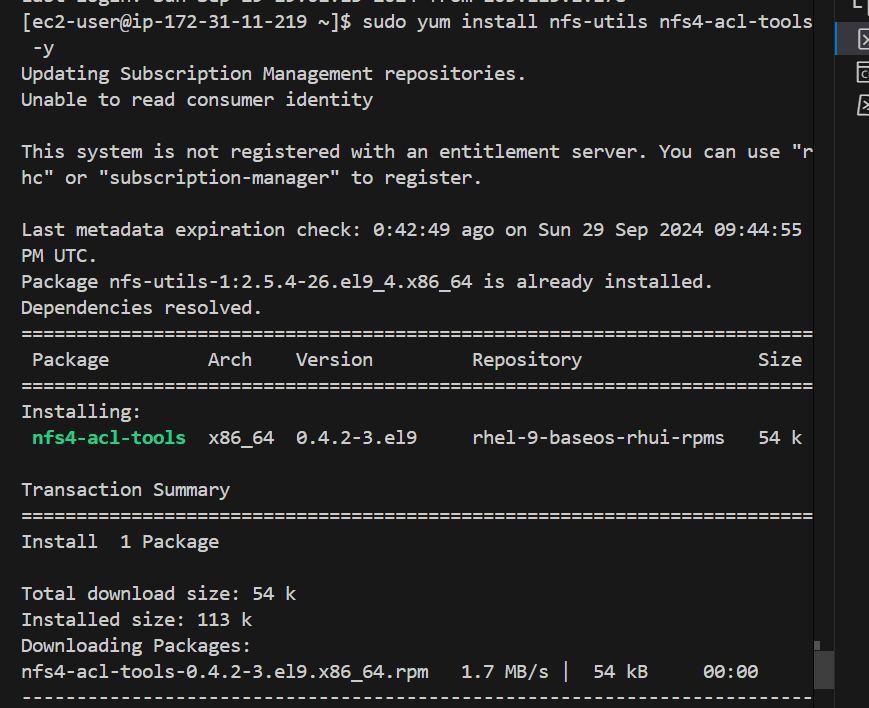 [ec2-user@ip-172-31-11-219 ~]$ sudo yum install nfs-utils nfs4-acl-tools
 -y
Updating Subscription Management repositories.
Unable to read consumer identity

This system is not registered with an entitlement server. You can use "r
hc" or "subscription-manager" to register.

Last metadata expiration check: 0:42:49 ago on Sun 29 Sep 2024 09:44:55
PM UTC.
Package nfs-utils-1:2.5.4-26.el9_4.x86_64 is already installed.
Dependencies resolved.
========================================================================
 Package         Arch    Version         Repository                Size
========================================================================
Installing:
 nfs4-acl-tools  x86_64  0.4.2-3.el9     rhel-9-baseos-rhui-rpms   54 k

Transaction Summary
========================================================================
Install  1 Package

Total download size: 54 k
Installed size: 113 k
Downloading Packages:
nfs4-acl-tools-0.4.2-3.el9.x86_64.rpm   1.7 MB/s |  54 kB     00:00
------------------------------------------------------------------------